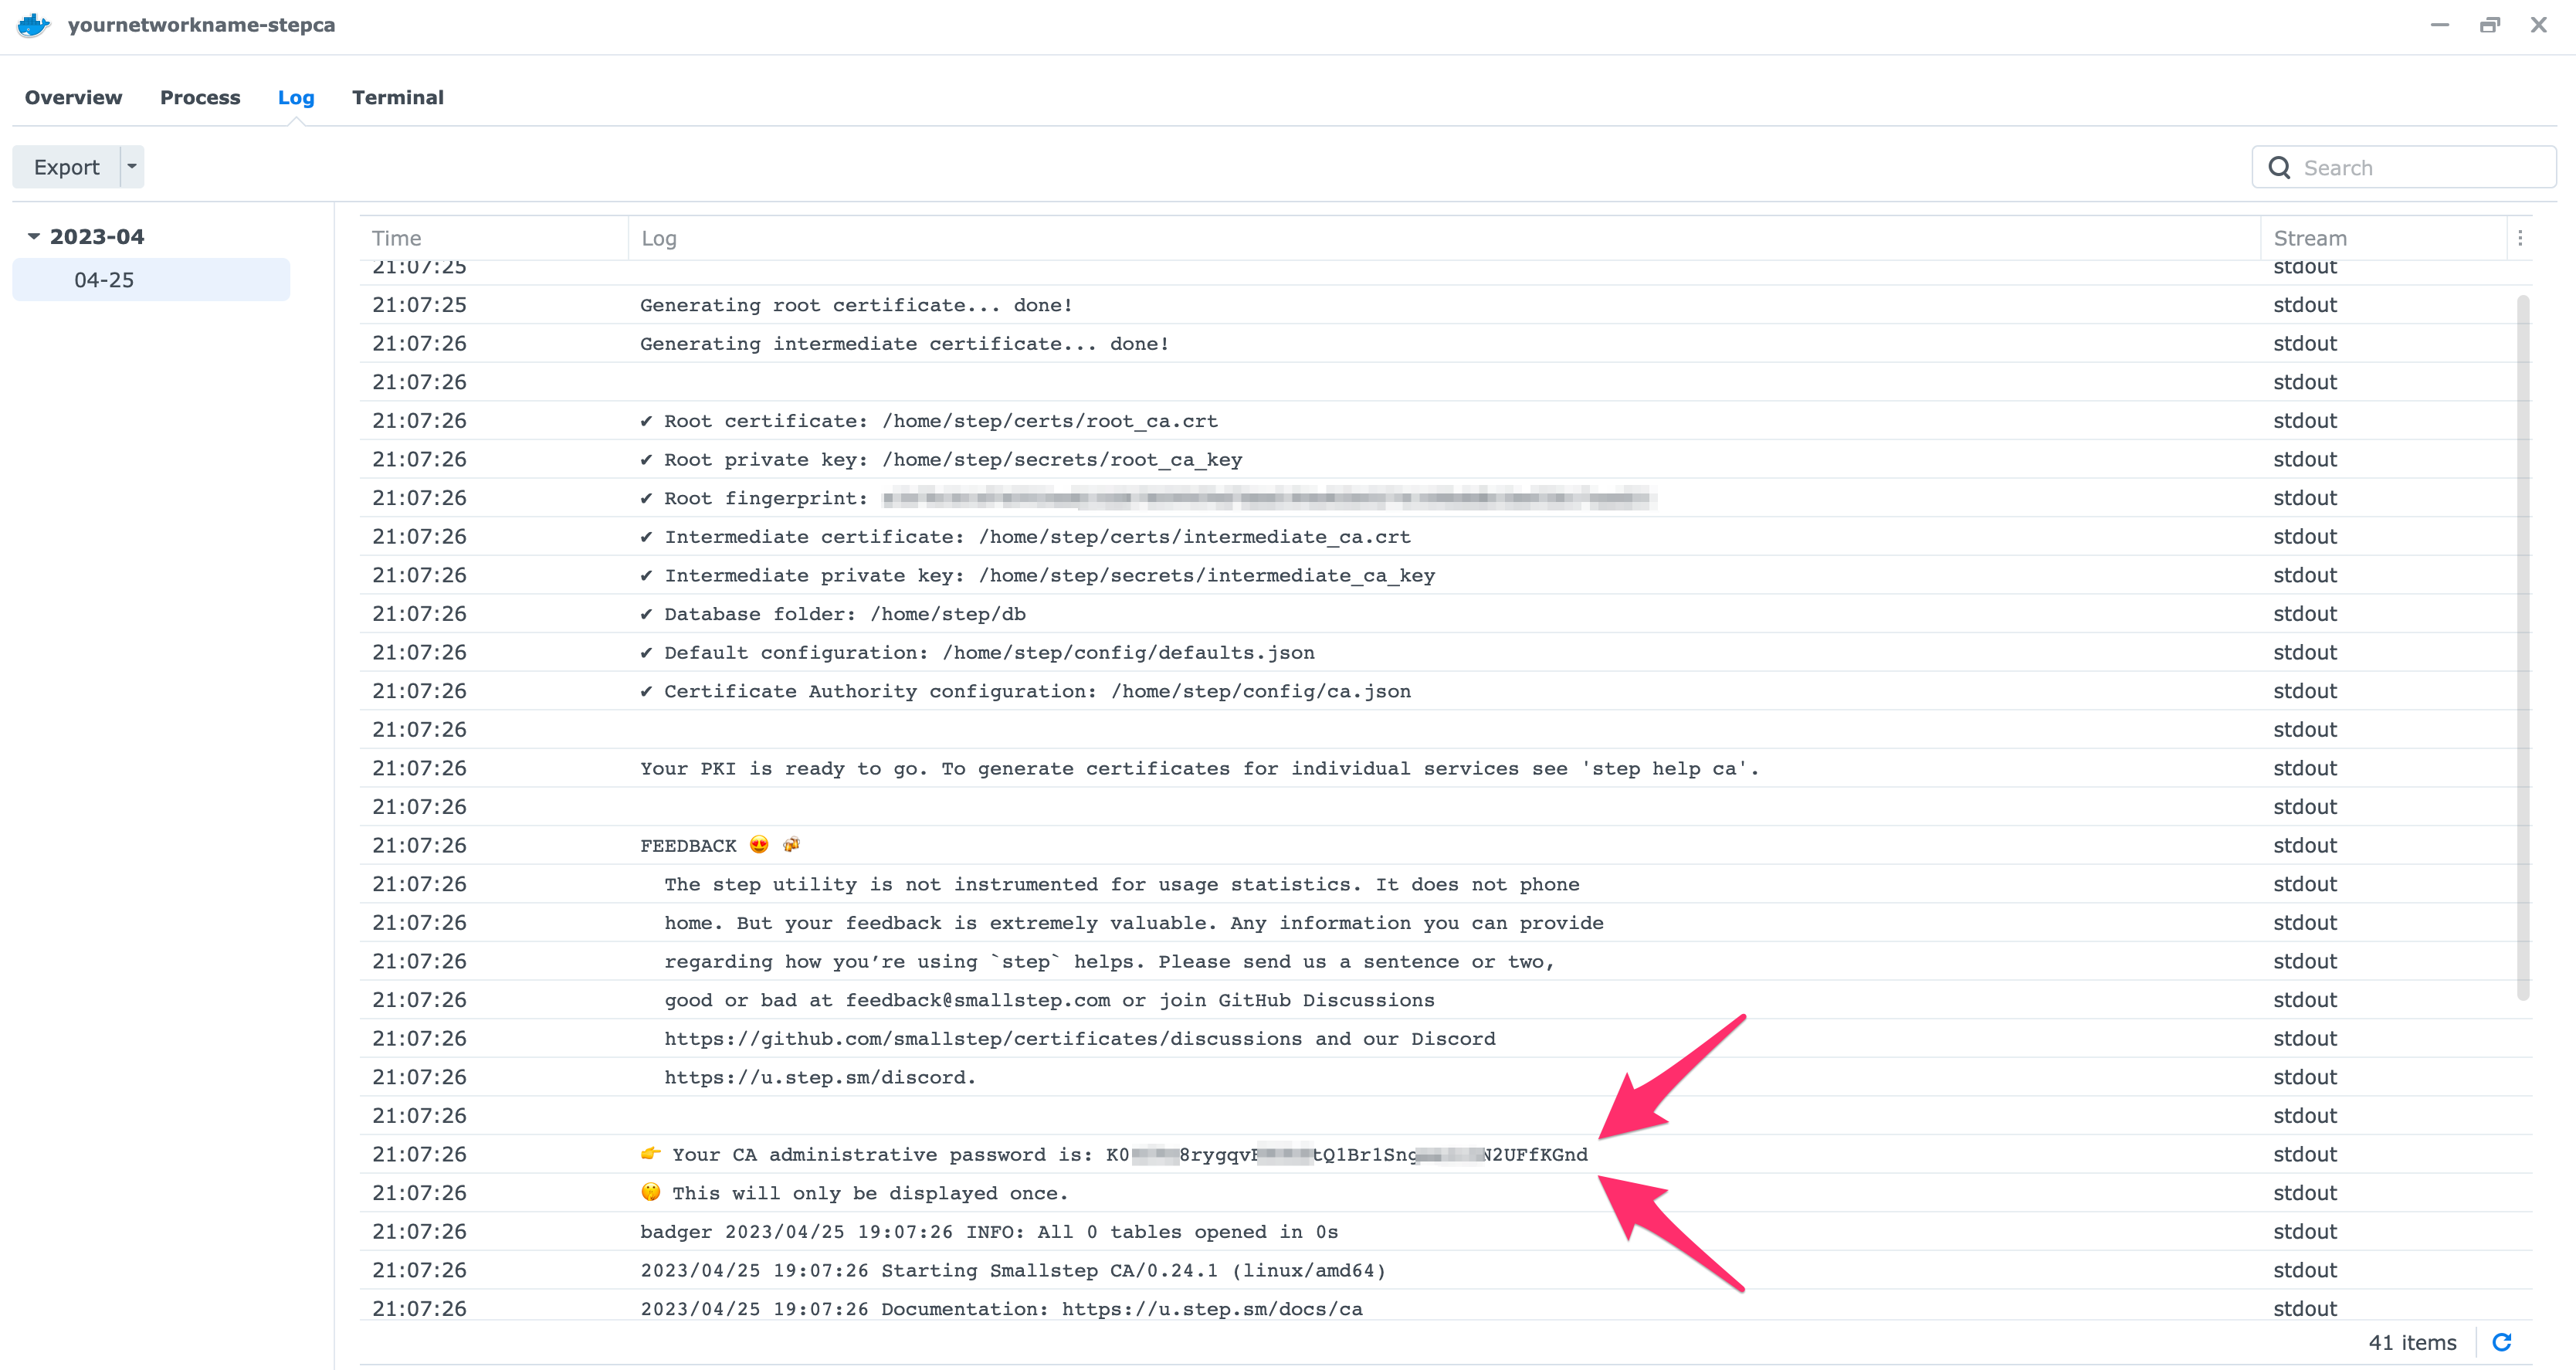 yournetworkname-stepca
Overview Process Log Terminal
Export Search
2023-04
04-25
Time Log Stream
21:07:25 stdout
21:07:25 Generating root certificate... done! stdout
21:07:26 Generating intermediate certificate... done! stdout
21:07:26 stdout
21:07:26 ✔ Root certificate: /home/step/certs/root_ca.crt stdout
21:07:26 ✔ Root private key: /home/step/secrets/root_ca_key stdout
21:07:26 ✔ Root fingerprint: stdout
21:07:26 ✔ Intermediate certificate: /home/step/certs/intermediate_ca.crt stdout
21:07:26 ✔ Intermediate private key: /home/step/secrets/intermediate_ca_key stdout
21:07:26 ✔ Database folder: /home/step/db stdout
21:07:26 ✔ Default configuration: /home/step/config/defaults.json stdout
21:07:26 ✔ Certificate Authority configuration: /home/step/config/ca.json stdout
21:07:26 stdout
21:07:26 Your PKI is ready to go. To generate certificates for individual services see 'step help ca'. stdout
21:07:26 stdout
21:07:26 FEEDBACK 😍 🍻 stdout
21:07:26 The step utility is not instrumented for usage statistics. It does not phone stdout
21:07:26 home. But your feedback is extremely valuable. Any information you can provide stdout
21:07:26 regarding how you’re using `step` helps. Please send us a sentence or two, stdout
21:07:26 good or bad at feedback@smallstep.com or join GitHub Discussions stdout
21:07:26 https://github.com/smallstep/certificates/discussions and our Discord stdout
21:07:26 https://u.step.sm/discord. stdout
21:07:26 stdout
21:07:26 👉 Your CA administrative password is: stdout
21:07:26 🤫 This will only be displayed once. stdout
21:07:26 badger 2023/04/25 19:07:26 INFO: All 0 tables opened in 0s stdout
21:07:26 2023/04/25 19:07:26 Starting Smallstep CA/0.24.1 (linux/amd64) stdout
21:07:26 2023/04/25 19:07:26 Documentation: https://u.step.sm/docs/ca stdout
41 items